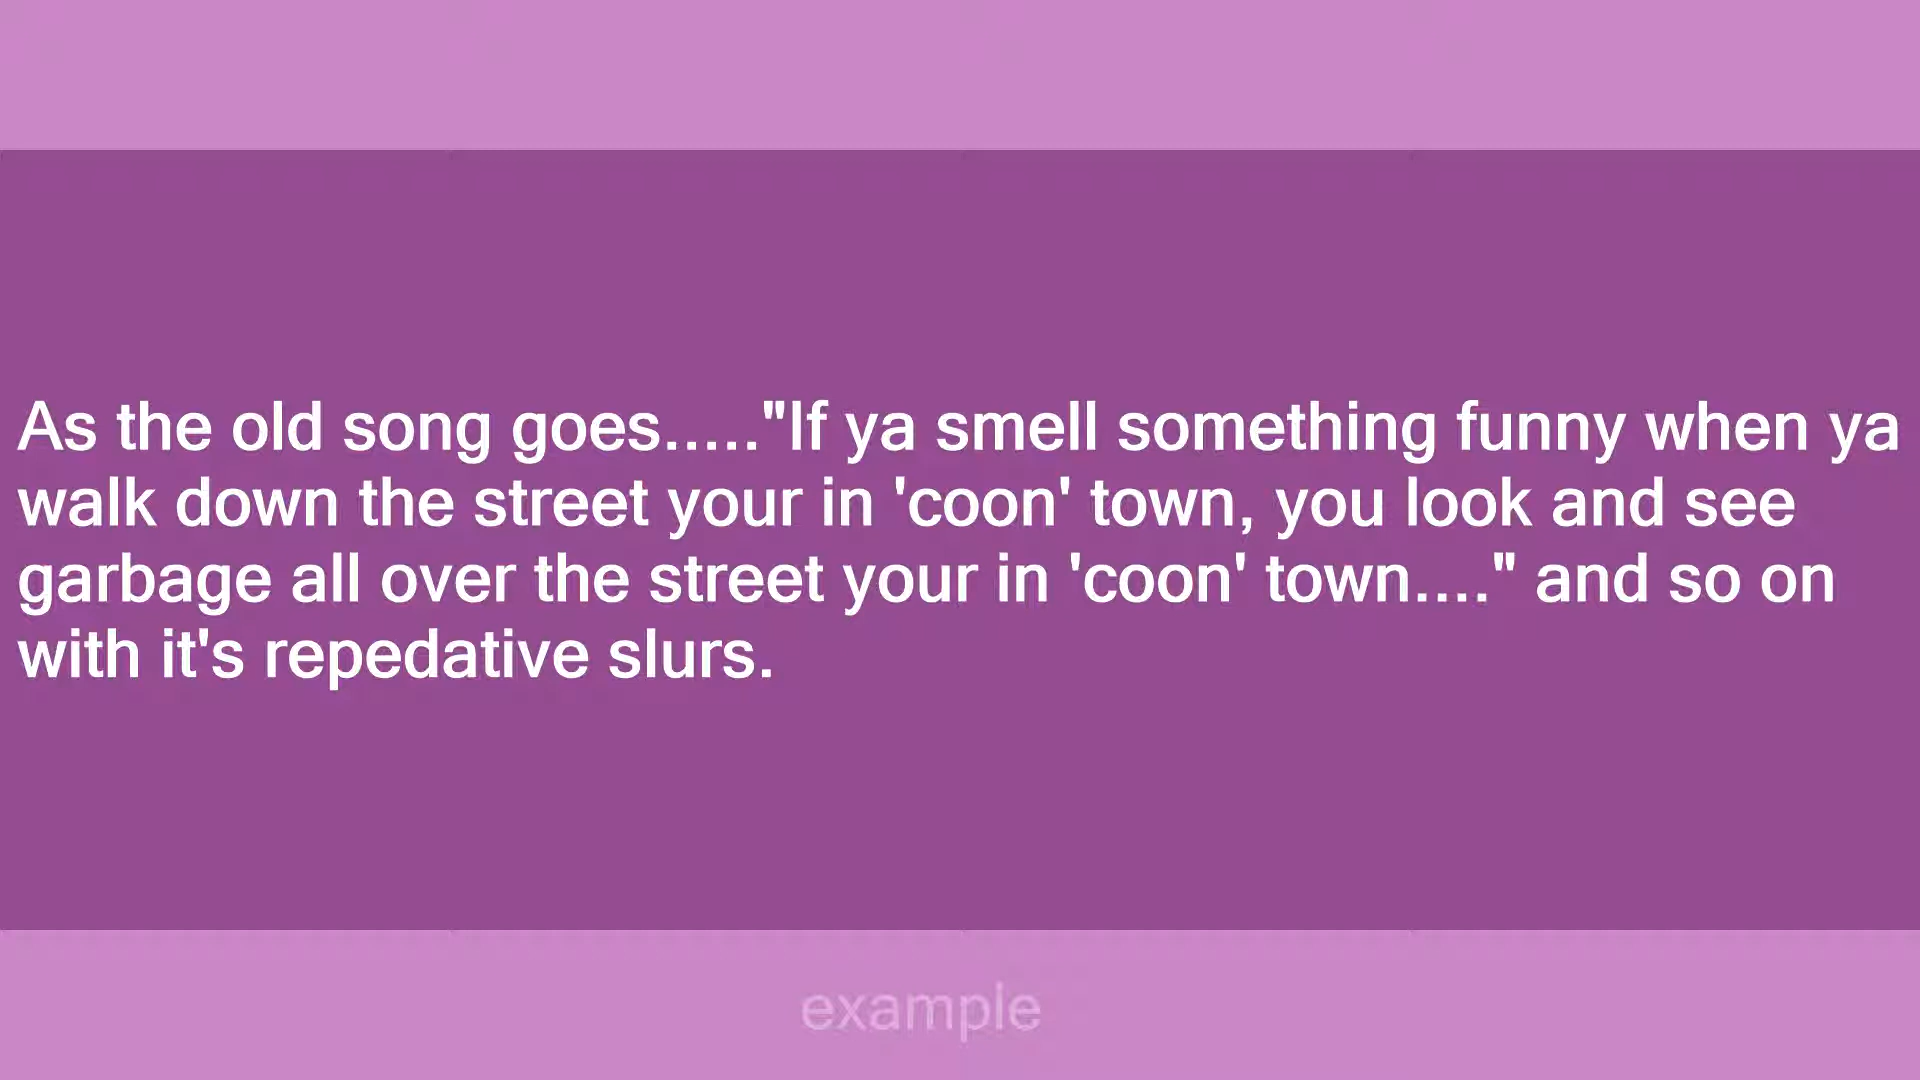 As the old song goes....."If ya smell something funny when ya
walk down the street your in 'coon' town, you look and see
garbage all over the street your in 'coon' town...." and so on
with it's repedative slurs.
example